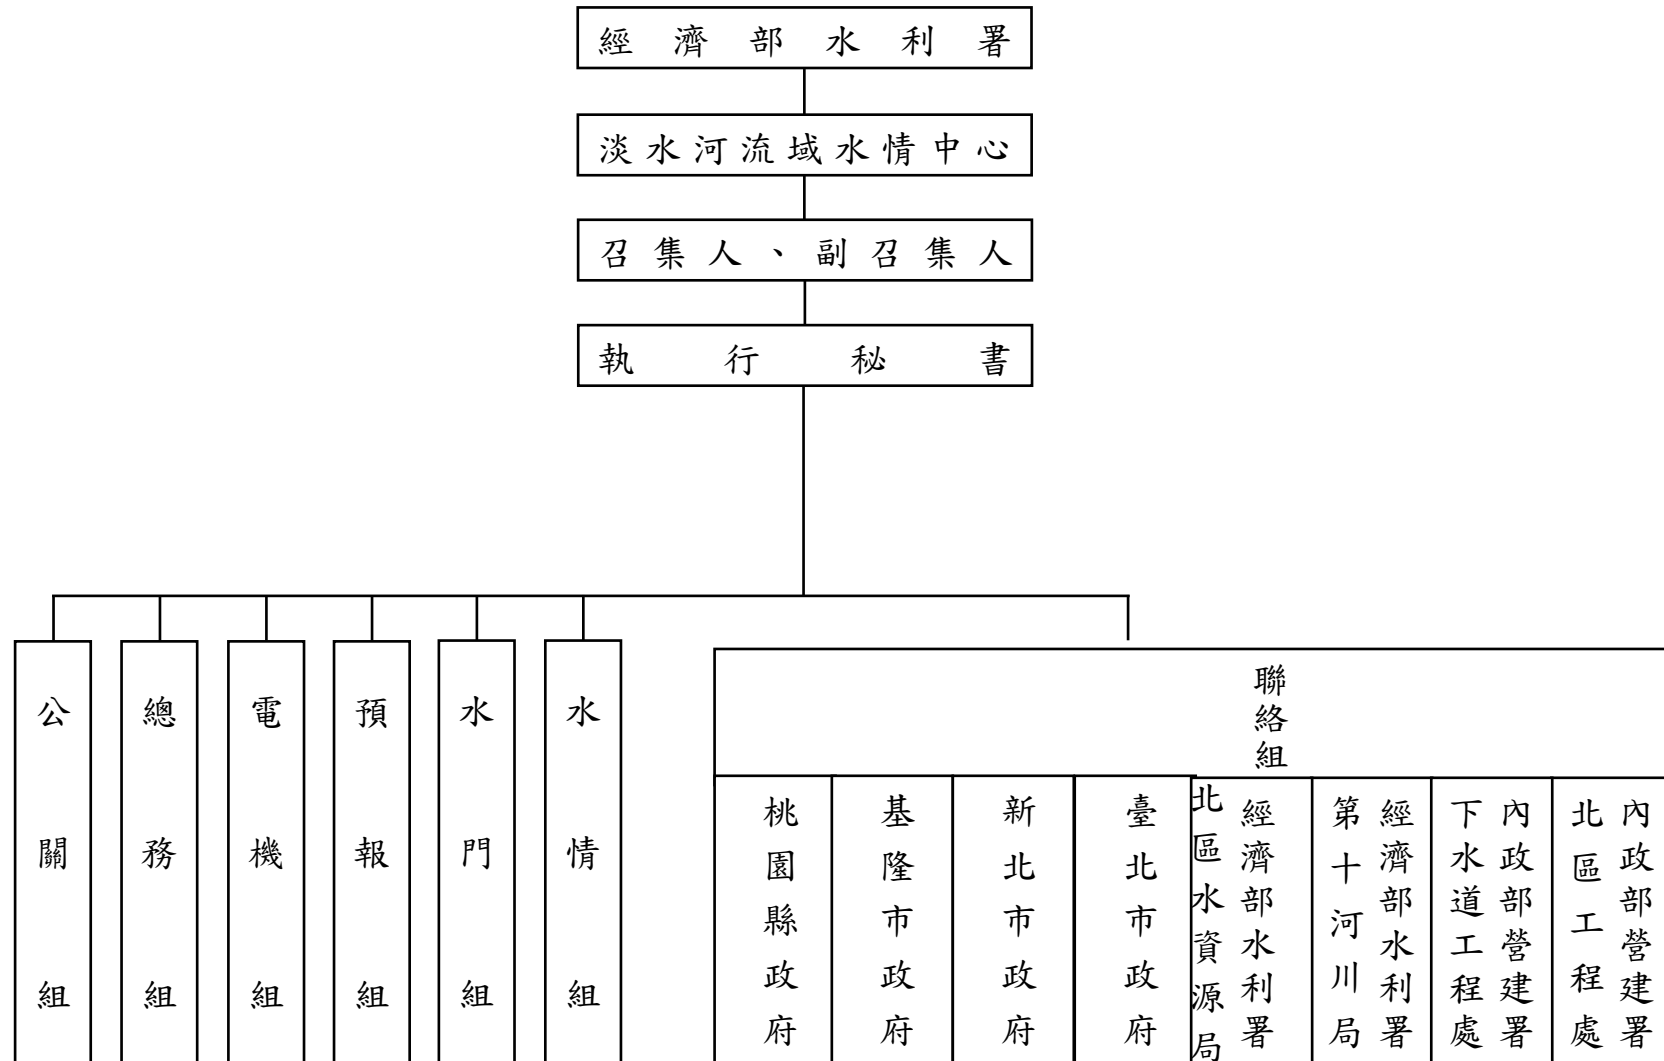 經濟部水利署
淡水河流域水情中心
召集人、副召集人
執行秘書
公關組
總務組
電機組
預報組
水門組
水情組
聯絡組
桃園縣政府
基隆市政府
新北市政府
臺北市政府
經濟部水利署
北區水資源局
經濟部水利署
第十河川局
內政部營建署
下水道工程處
內政部營建署
北區工程處